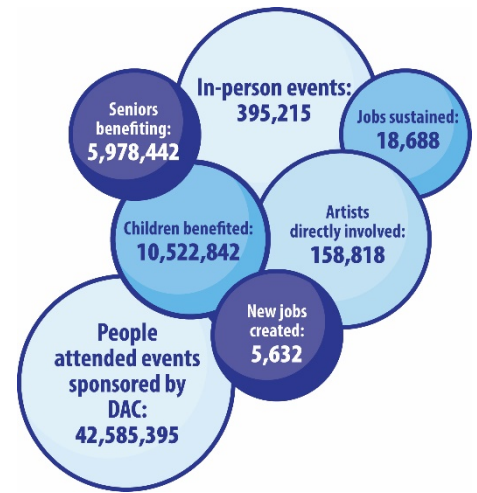 In-person events:
395,215
Seniors
benefiting:
5,978,442
Jobs sustained:
18,688
Children benefited:
10,522,842
Artists
directly involved:
158,818
New jobs
created:
5,632
People
attended events
sponsored by
DAC:
42,585,395